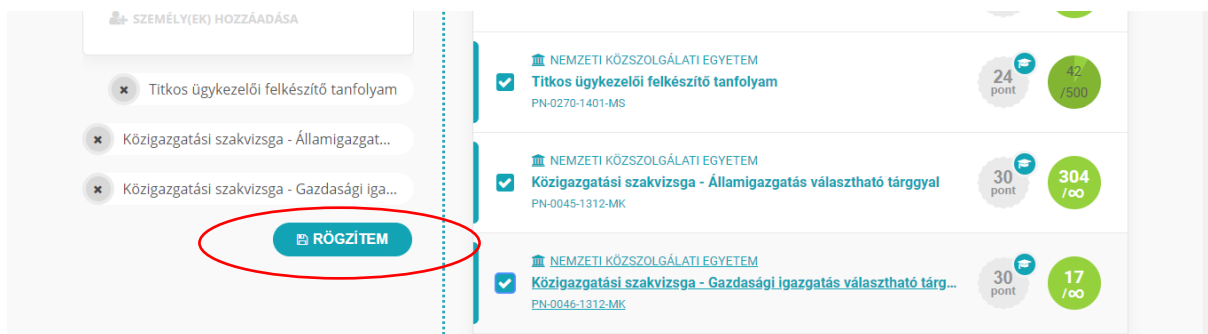 SZEMÉLY(EK) HOZZÁADÁSA
× Titkos ügykezelői felkészítő tanfolyam
× Közigazgatási szakvizsga - Államigazgat...
× Közigazgatási szakvizsga - Gazdasági iga...
RÖGZÍTEM
NEMZETI KÖZSZOLGÁLATI EGYETEM
Titkos ügykezelői felkészítő tanfolyam
PN-0270-1401-MS
24
pont
42
/500
NEMZETI KÖZSZOLGÁLATI EGYETEM
Közigazgatási szakvizsga - Államigazgatás választható tárggyal
PN-0045-1312-MK
30
pont
304
/∞
NEMZETI KÖZSZOLGÁLATI EGYETEM
Közigazgatási szakvizsga - Gazdasági igazgatás választható tárg...
PN-0046-1312-MK
30
pont
17
/∞